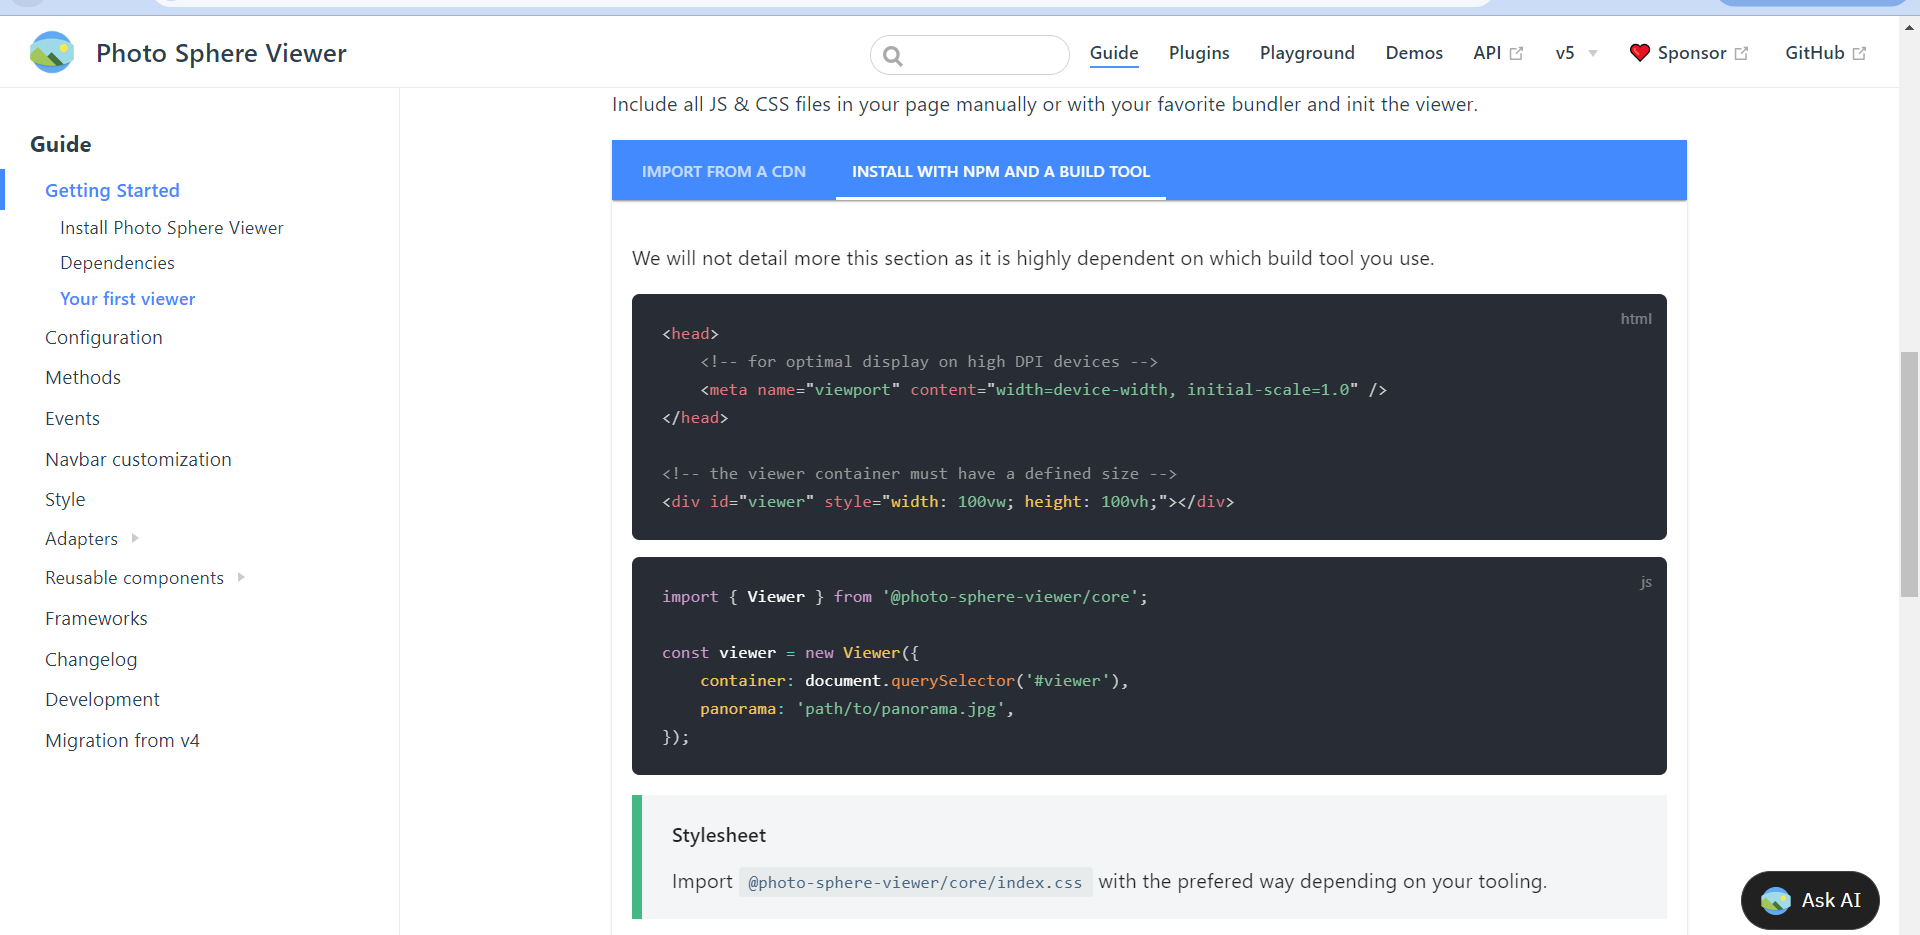 Photo Sphere Viewer
Guide Plugins Playground Demos API v5 Sponsor GitHub
Guide
Getting Started
Install Photo Sphere Viewer
Dependencies
Your first viewer
Configuration
Methods
Events
Navbar customization
Style
Adapters
Reusable components
Frameworks
Changelog
Development
Migration from v4
Include all JS & CSS files in your page manually or with your favorite bundler and init the viewer.
IMPORT FROM A CDN INSTALL WITH NPM AND A BUILD TOOL
We will not detail more this section as it is highly dependent on which build tool you use.
html
<head>
    <!-- for optimal display on high DPI devices -->
    <meta name="viewport" content="width=device-width, initial-scale=1.0" />
</head>
<!-- the viewer container must have a defined size -->
<div id="viewer" style="width: 100vw; height: 100vh;"></div>
js
import { Viewer } from '@photo-sphere-viewer/core';
const viewer = new Viewer({
    container: document.querySelector('#viewer'),
    panorama: 'path/to/panorama.jpg',
});
Stylesheet
Import @photo-sphere-viewer/core/index.css with the prefered way depending on your tooling.
Ask AI